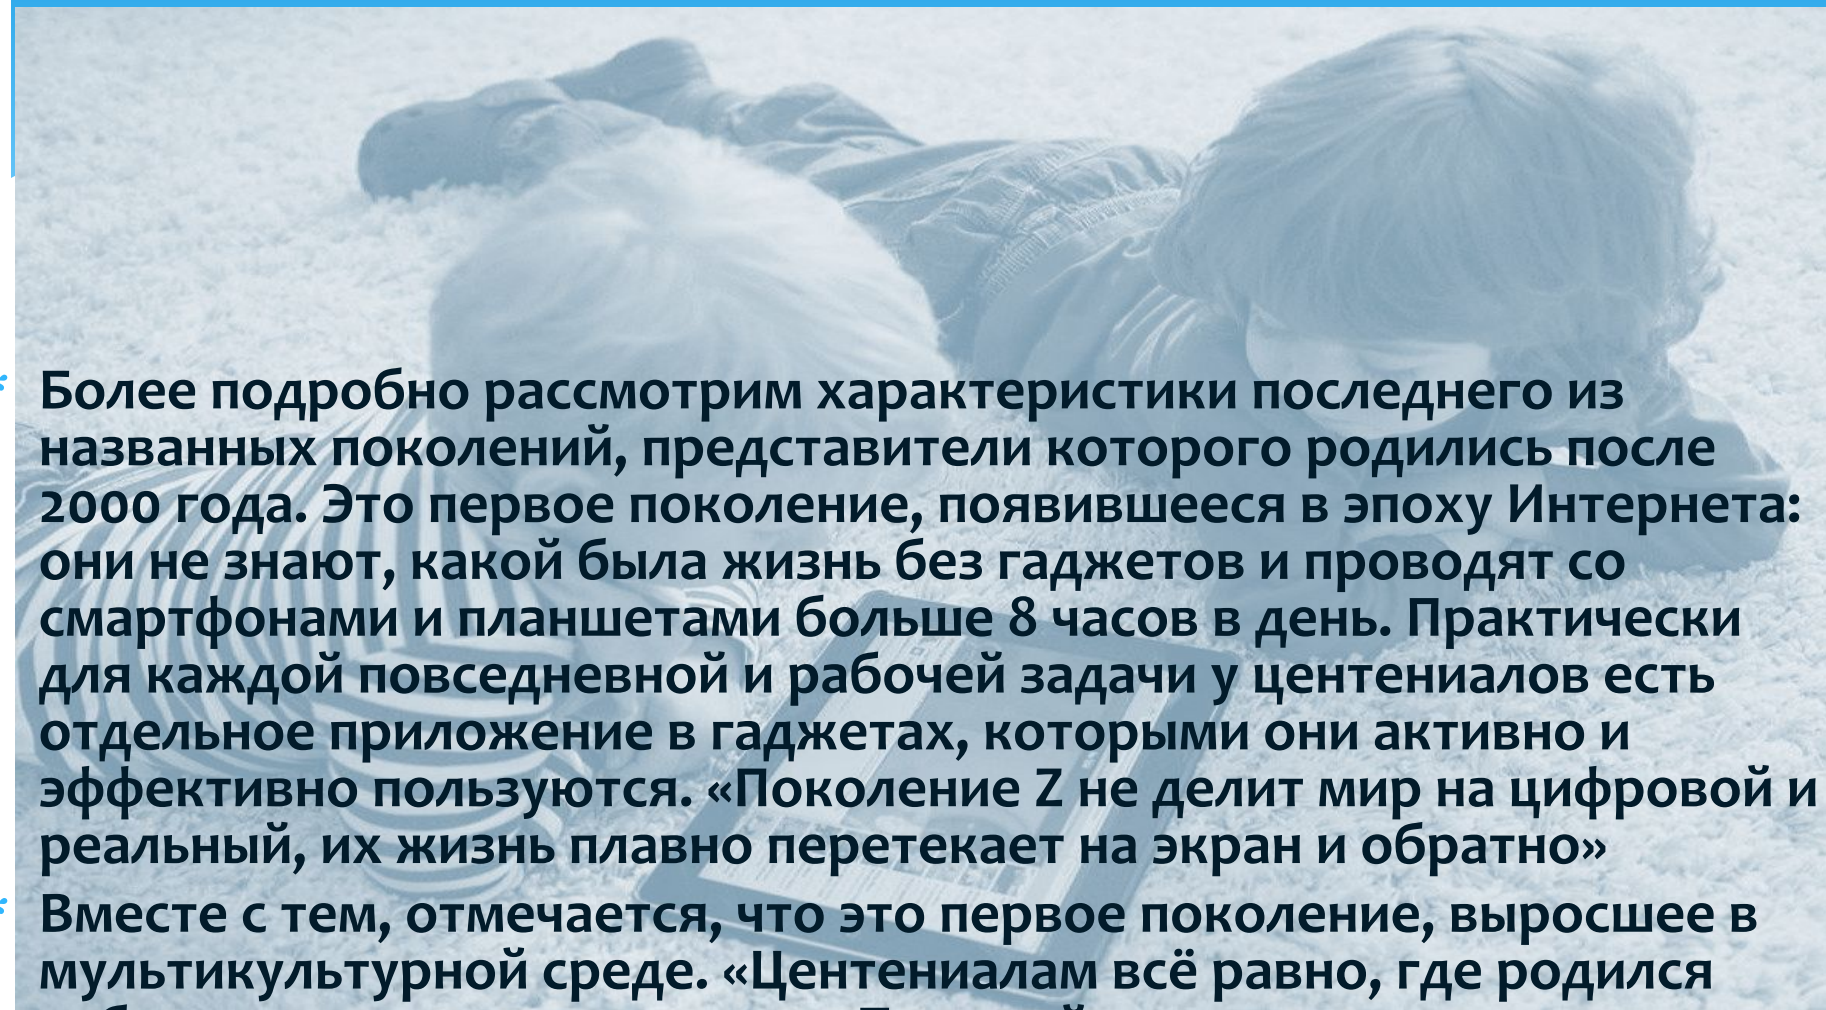 * Более подробно рассмотрим характеристики последнего из
названных поколений, представители которого родились после
2000 года. Это первое поколение, появившееся в эпоху Интернета:
они не знают, какой была жизнь без гаджетов и проводят со
смартфонами и планшетами больше 8 часов в день. Практически
для каждой повседневной и рабочей задачи у центениалов есть
отдельное приложение в гаджетах, которыми они активно и
эффективно пользуются. «Поколение Z не делит мир на цифровой и
реальный, их жизнь плавно перетекает на экран и обратно»
* Вместе с тем, отмечается, что это первое поколение, выросшее в
мультикультурной среде. «Центениалам всё равно, где родился